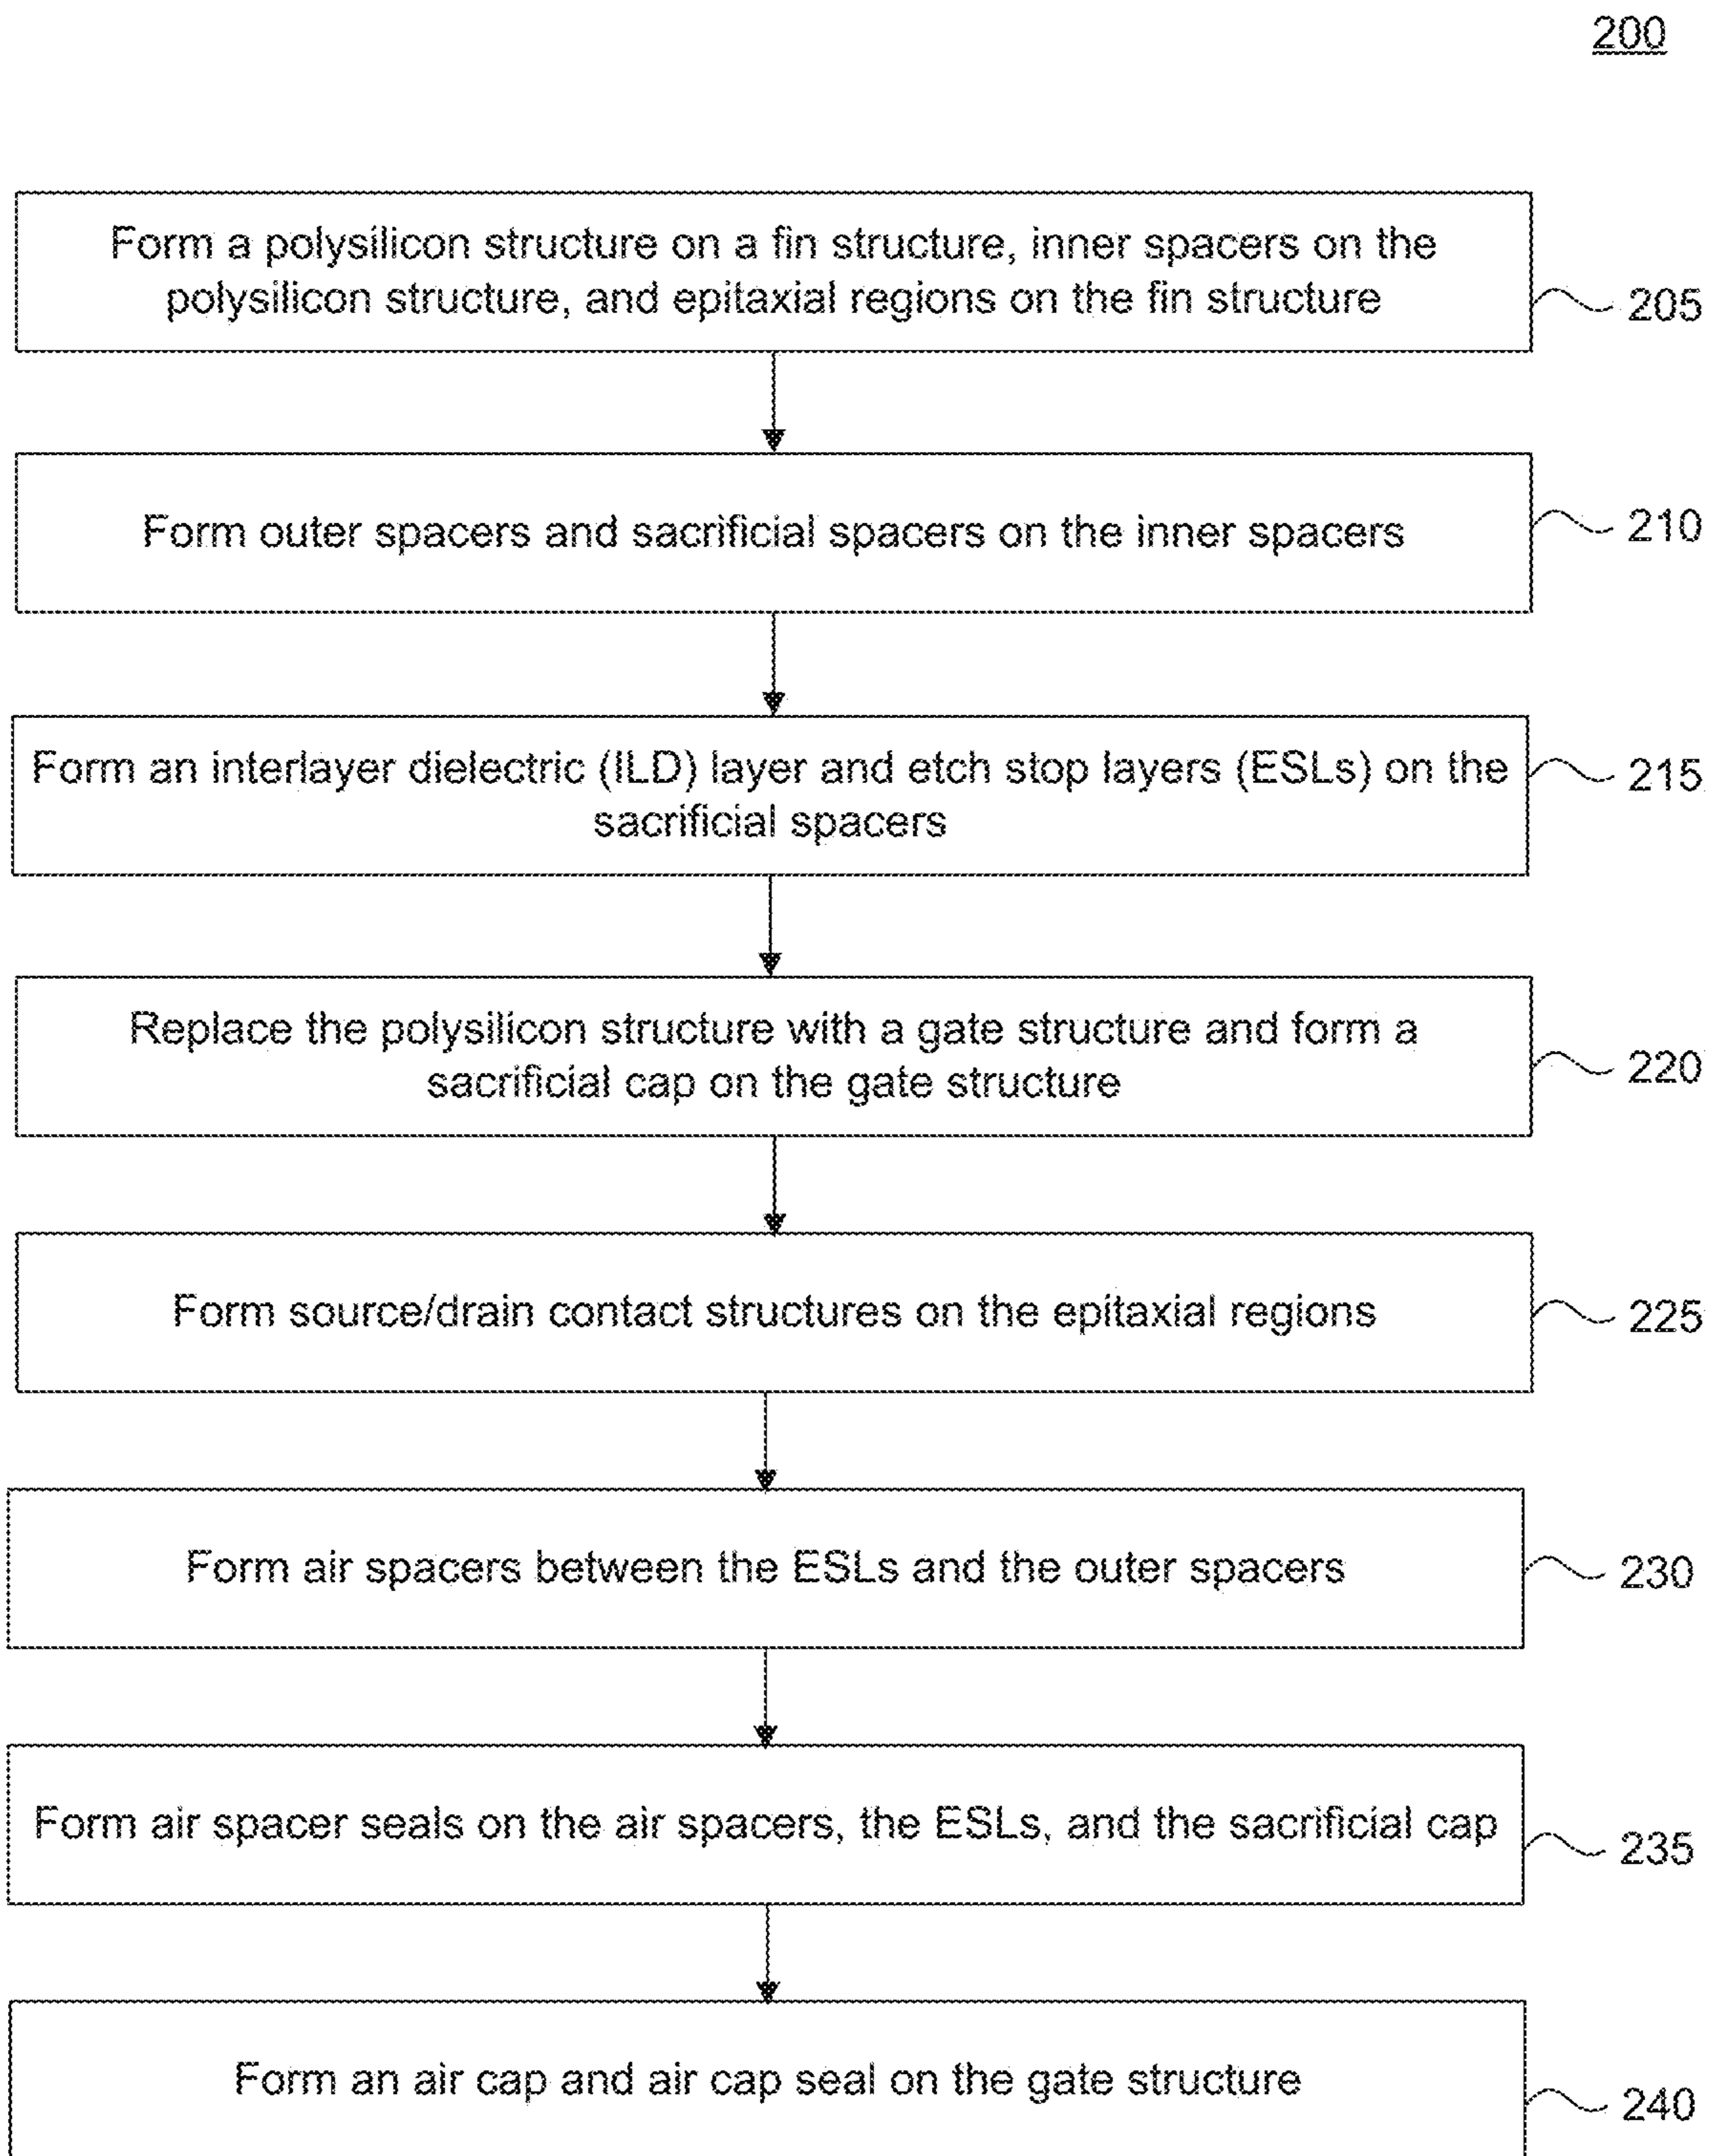 200
Form a polysilicon structure on a fin structure, inner spacers on the
polysilicon structure, and epitaxial regions on the fin structure
205
Form outer spacers and sacrificial spacers on the inner spacers
210
Form an interlayer dielectric (ILD) layer and etch stop layers (ESLs) on the
sacrificial spacers
215
Replace the polysilicon structure with a gate structure and form a
sacrificial cap on the gate structure
220
Form source/drain contact structures on the epitaxial regions
225
Form air spacers between the ESLs and the outer spacers
230
Form air spacer seals on the air spacers, the ESLs, and the sacrificial cap
235
Form an air cap and air cap seal on the gate structure
240